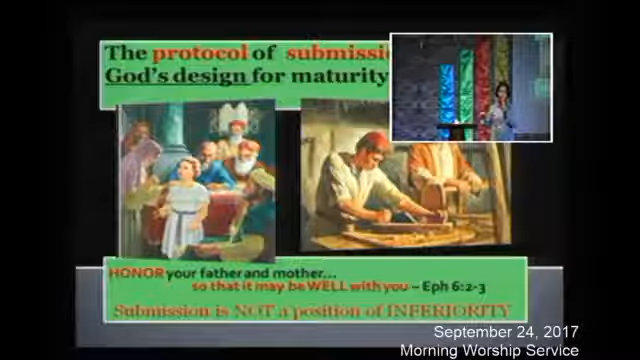 The protocol of submissi
God's design for maturity
HONOR your father and mother...
so that it may be WELL with you – Eph 6:2-3
Submission is NOT a position of INFERIORITY
September 24, 2017
Morning Worship Service